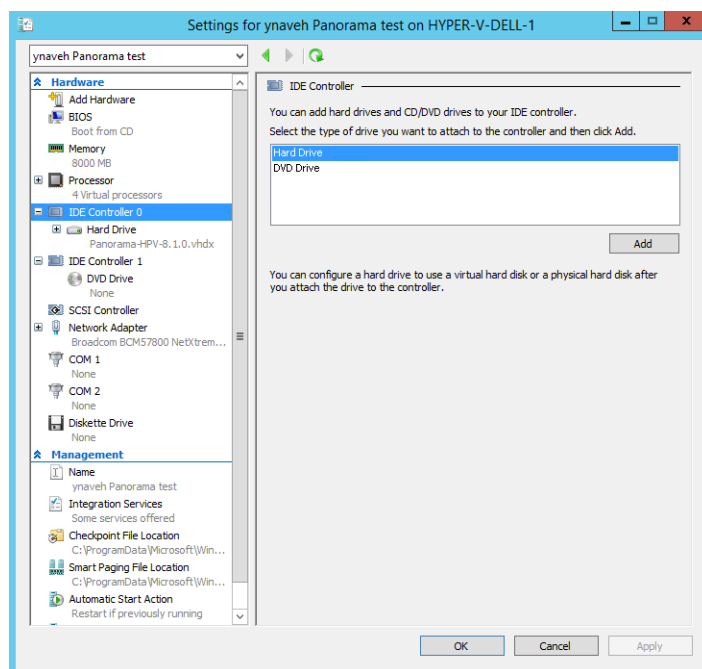 Settings for ynaveh Panorama test on HYPER-V-DELL-1
ynaveh Panorama test
Hardware
Add Hardware
BIOS
Boot from CD
Memory
8000 MB
Processor
4 Virtual processors
IDE Controller 0
Hard Drive
Panorama-HPV-8.1.0.vhdx
IDE Controller 1
DVD Drive
None
SCSI Controller
Network Adapter
Broadcom BCM57800 NetXtrem...
COM 1
None
COM 2
None
Diskette Drive
None
Management
Name
ynaveh Panorama test
Integration Services
Some services offered
Checkpoint File Location
C:\ProgramData\Microsoft\Win...
Smart Paging File Location
C:\ProgramData\Microsoft\Win...
Automatic Start Action
Restart if previously running
IDE Controller
You can add hard drives and CD/DVD drives to your IDE controller.
Select the type of drive you want to attach to the controller and then click Add.
Hard Drive
DVD Drive
Add
You can configure a hard drive to use a virtual hard disk or a physical hard disk after
you attach the drive to the controller.
OK
Cancel
Apply